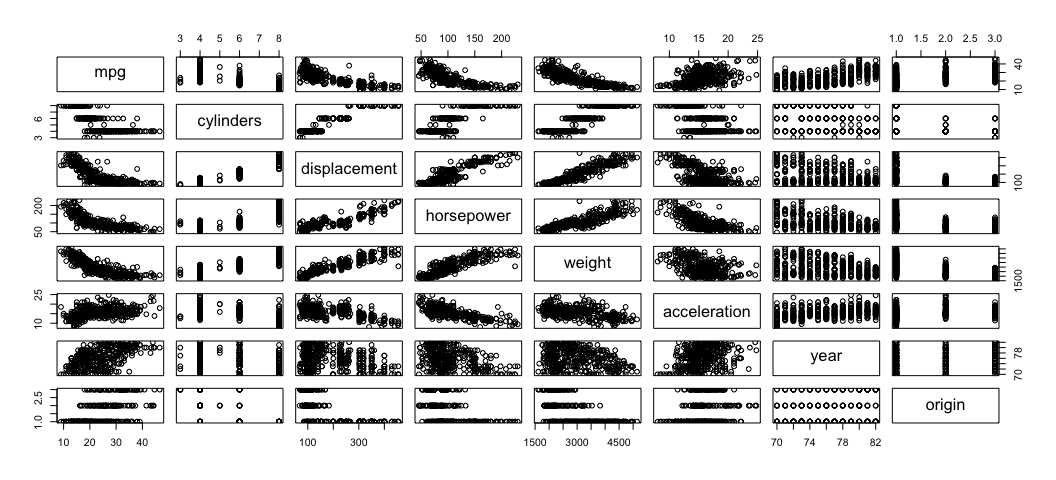 3 4 5 6 7 8
50 100 200
10 15 20 25
1.0 1.5 2.0 2.5 3.0
mpg
10 40
3 6
cylinders
displacement
100
50 200
horsepower
weight
1500
10 25
acceleration
year
70 78
1.0 2.5
origin
10 20 30 40
100 300
1500 3000 4500
70 74 78 82